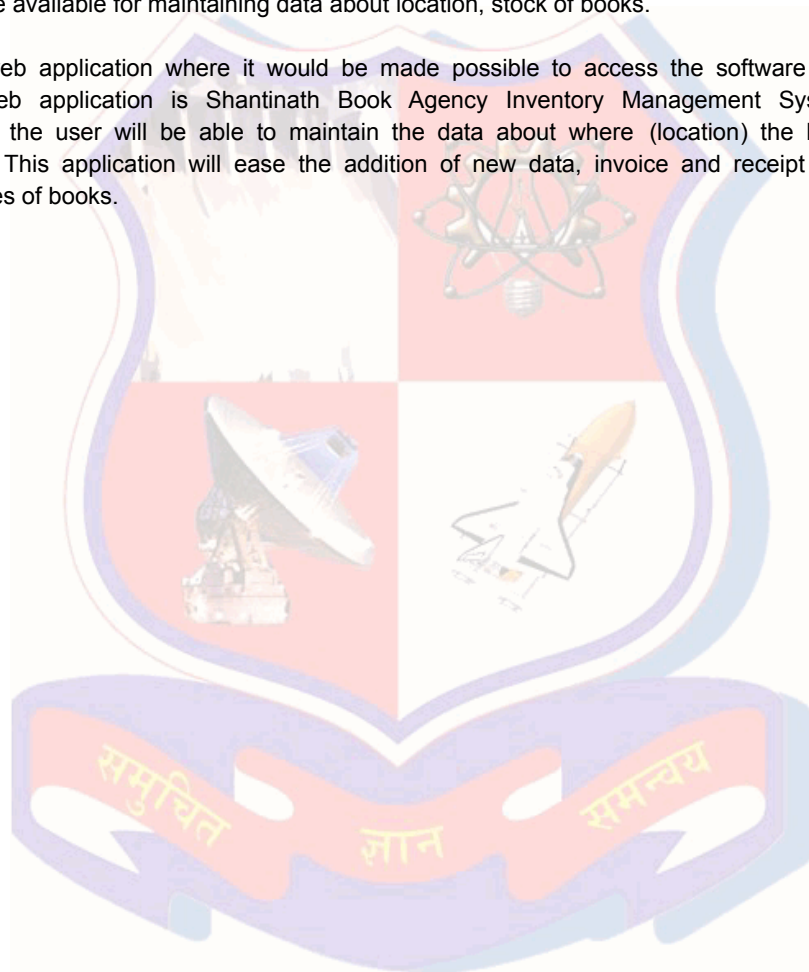 available for maintaining data about location, stock of books.
eb application where it would be made possible to access the software
eb application is Shantinath Book Agency Inventory Management Sys
the user will be able to maintain the data about where (location) the
This application will ease the addition of new data, invoice and receipt
es of books.
समुचित ज्ञान समन्वय